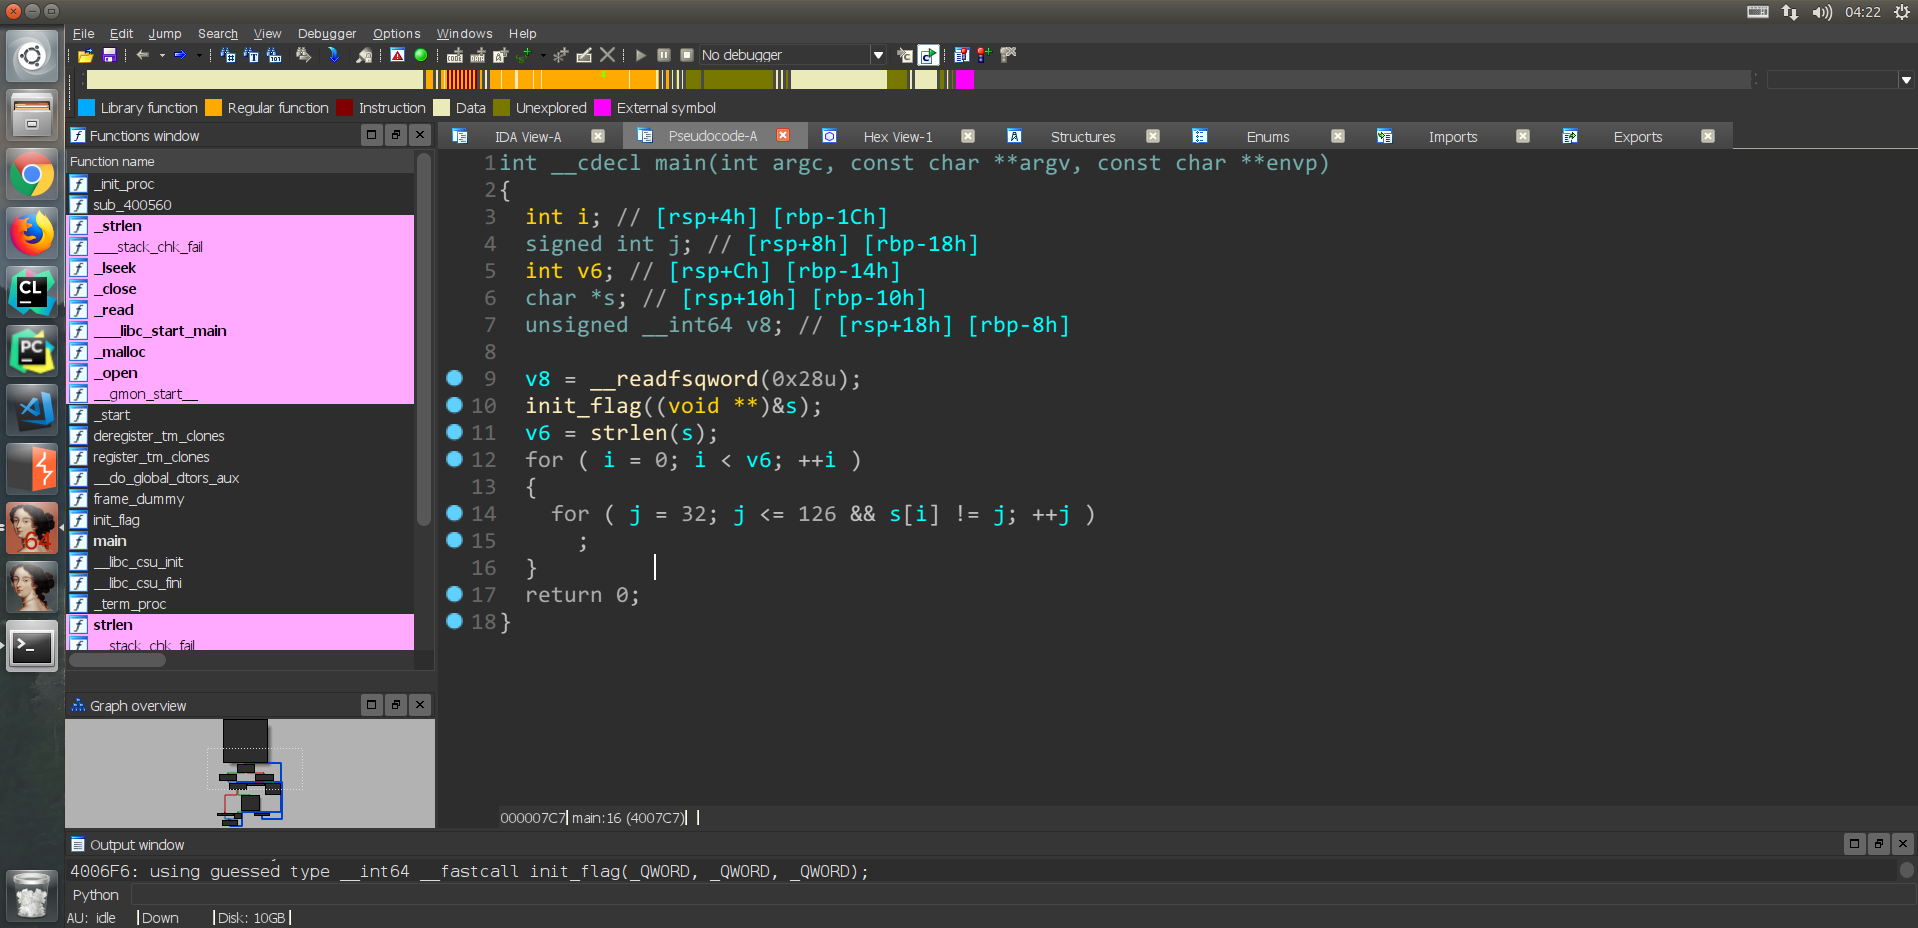 04:22
File Edit Jump Search View Debugger Options Windows Help
No debugger
Library function Regular function Instruction Data Unexplored External symbol
Functions window
IDA View-A Pseudocode-A Hex View-1 Structures Enums Imports Exports
Function name
_init_proc
sub_400560
_strlen
___stack_chk_fail
_lseek
_close
_read
___libc_start_main
_malloc
_open
__gmon_start__
_start
deregister_tm_clones
register_tm_clones
__do_global_dtors_aux
frame_dummy
init_flag
main
__libc_csu_init
__libc_csu_fini
_term_proc
strlen
__stack_chk_fail
CL
PC
64
1 int __cdecl main(int argc, const char **argv, const char **envp)
2 {
3   int i; // [rsp+4h] [rbp-1Ch]
4   signed int j; // [rsp+8h] [rbp-18h]
5   int v6; // [rsp+Ch] [rbp-14h]
6   char *s; // [rsp+10h] [rbp-10h]
7   unsigned __int64 v8; // [rsp+18h] [rbp-8h]
8
9   v8 = __readfsqword(0x28u);
10   init_flag((void **)&s);
11   v6 = strlen(s);
12   for ( i = 0; i < v6; ++i )
13   {
14     for ( j = 32; j <= 126 && s[i] != j; ++j )
15       ;
16   }
17   return 0;
18 }
000007C7 main:16 (4007C7)
Graph overview
Output window
4006F6: using guessed type __int64 __fastcall init_flag(_QWORD, _QWORD, _QWORD);
Python
AU: idle Down Disk: 10GB